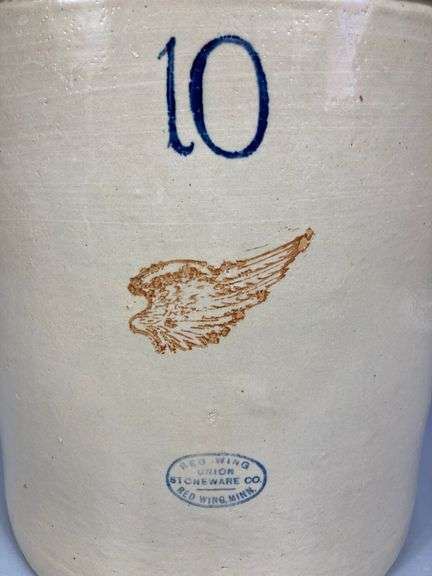 10
RED WING
UNION
STONEWARE CO.
RED WING, MINN.